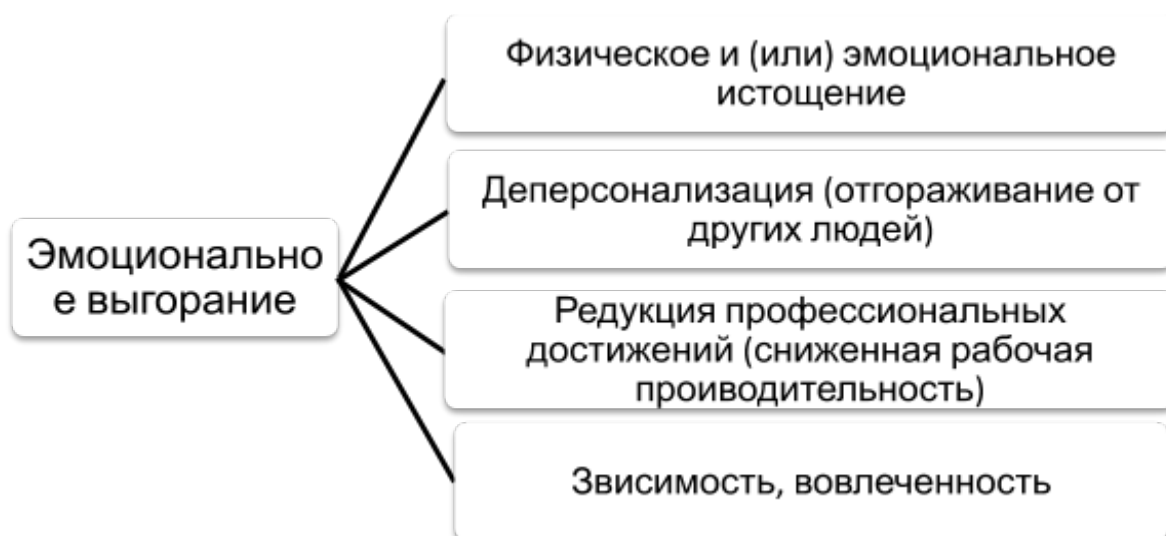 Физическое и (или) эмоциональное
истощение
Деперсонализация (отгораживание от
других людей)
Эмоционально
е выгорание
Редукция профессиональных
достижений (сниженная рабочая
проиводительность)
Звисимость, вовлеченность